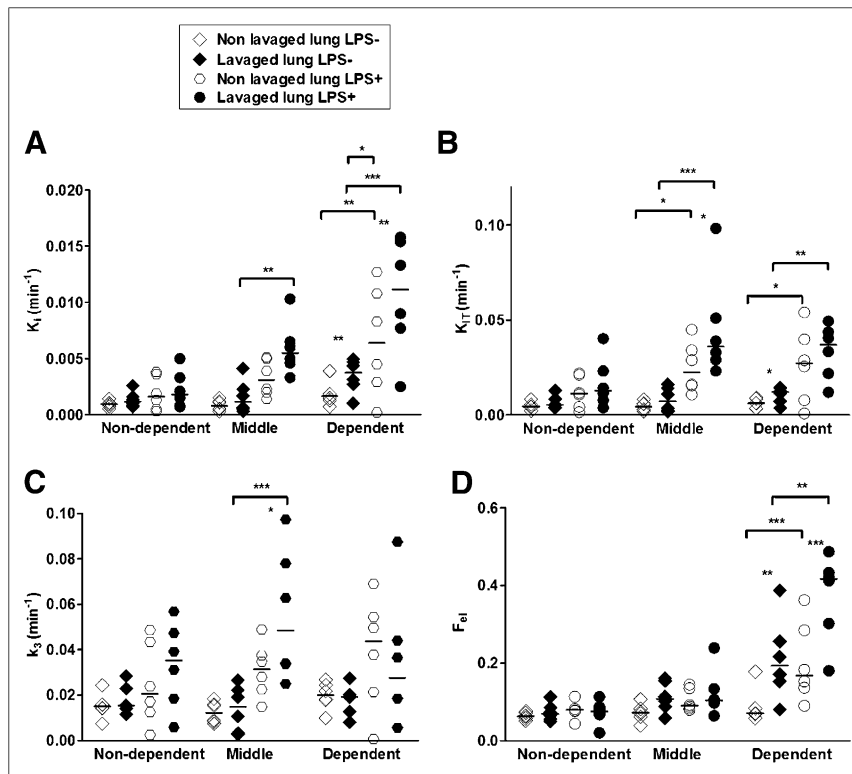 Non lavaged lung LPS-
Lavaged lung LPS-
Non lavaged lung LPS+
Lavaged lung LPS+
A
B
*
***
**
**
**
**
0.020
0.015
0.010
0.005
0.000
Ki (min-1)
Non-dependent Middle Dependent
***
*
*
**
*
*
0.10
0.05
0.00
KiT (min-1)
Non-dependent Middle Dependent
C
D
***
*
0.10
0.08
0.06
0.04
0.02
0.00
k3 (min-1)
Non-dependent Middle Dependent
**
***
***
**
0.6
0.4
0.2
0.0
Fel
Non-dependent Middle Dependent